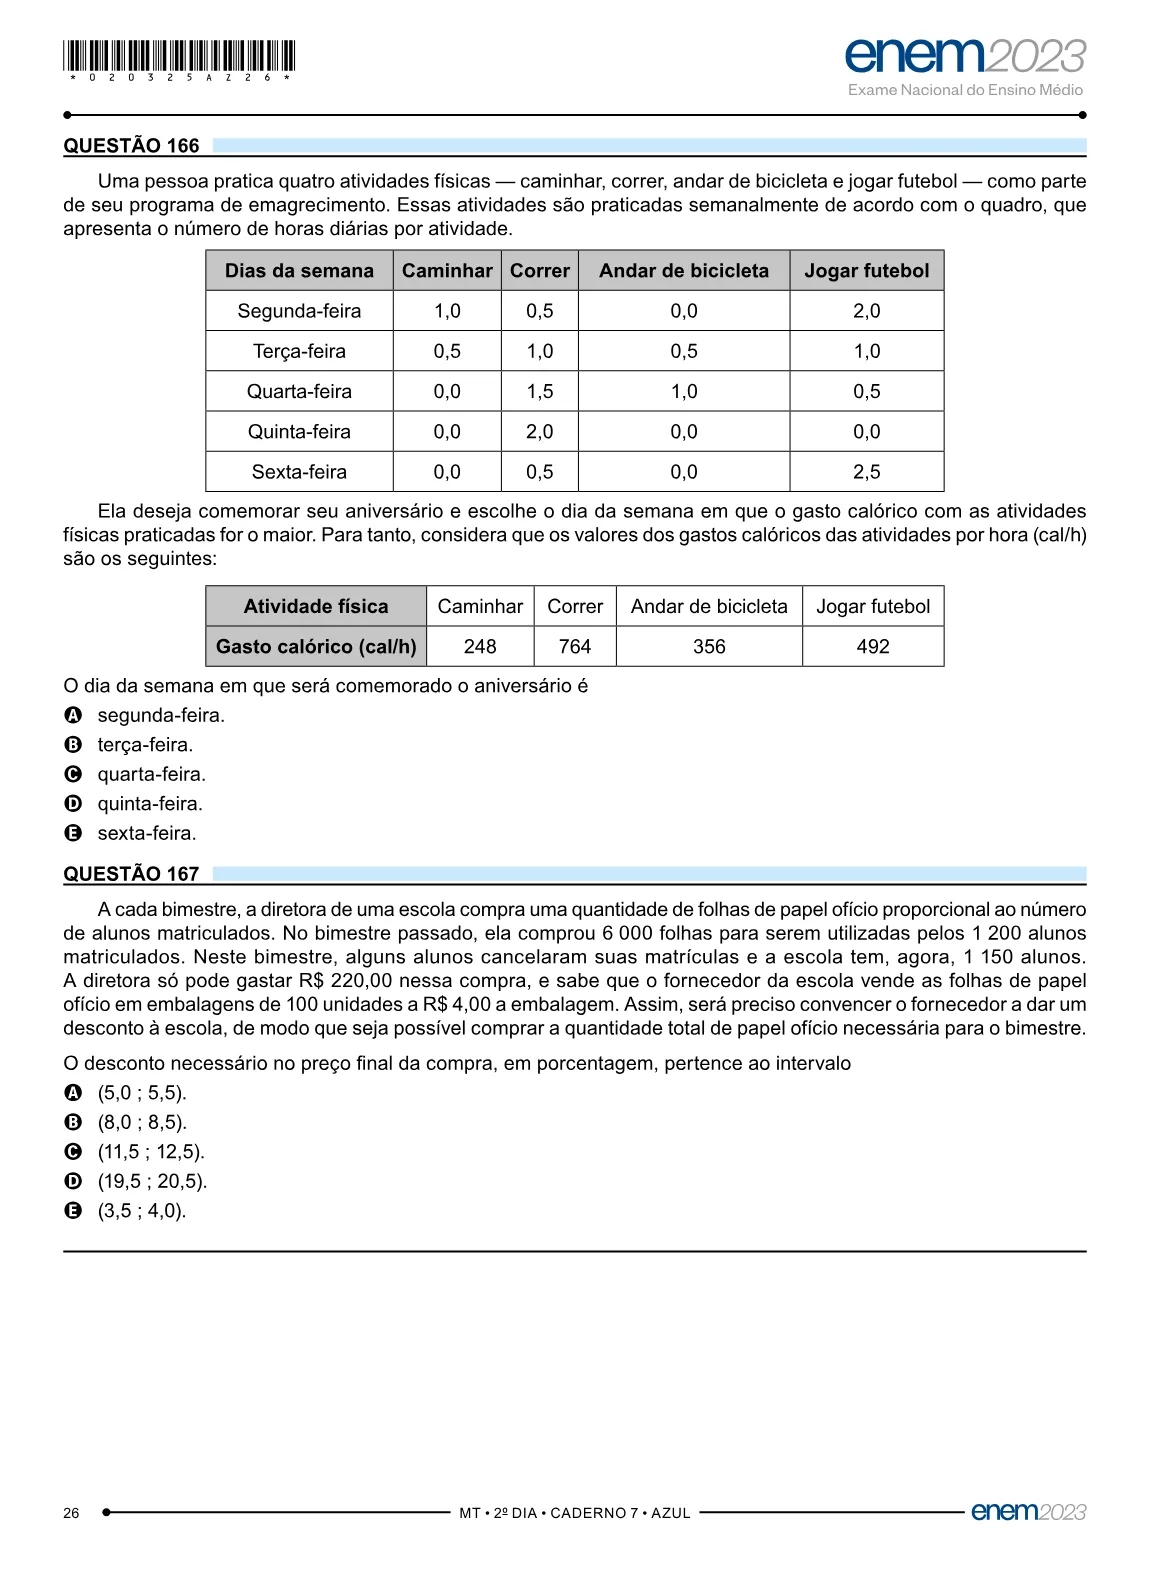 *020325AZ26*
enem2023
Exame Nacional do Ensino Médio
QUESTÃO 166
Uma pessoa pratica quatro atividades físicas — caminhar, correr, andar de bicicleta e jogar futebol — como parte
de seu programa de emagrecimento. Essas atividades são praticadas semanalmente de acordo com o quadro, que
apresenta o número de horas diárias por atividade.
Dias da semana Caminhar Correr Andar de bicicleta Jogar futebol
Segunda-feira 1,0 0,5 0,0 2,0
Terça-feira 0,5 1,0 0,5 1,0
Quarta-feira 0,0 1,5 1,0 0,5
Quinta-feira 0,0 2,0 0,0 0,0
Sexta-feira 0,0 0,5 0,0 2,5
Ela deseja comemorar seu aniversário e escolhe o dia da semana em que o gasto calórico com as atividades
físicas praticadas for o maior. Para tanto, considera que os valores dos gastos calóricos das atividades por hora (cal/h)
são os seguintes:
Atividade física Caminhar Correr Andar de bicicleta Jogar futebol
Gasto calórico (cal/h) 248 764 356 492
O dia da semana em que será comemorado o aniversário é
A segunda-feira.
B terça-feira.
C quarta-feira.
D quinta-feira.
E sexta-feira.
QUESTÃO 167
A cada bimestre, a diretora de uma escola compra uma quantidade de folhas de papel ofício proporcional ao número
de alunos matriculados. No bimestre passado, ela comprou 6 000 folhas para serem utilizadas pelos 1 200 alunos
matriculados. Neste bimestre, alguns alunos cancelaram suas matrículas e a escola tem, agora, 1 150 alunos.
A diretora só pode gastar R$ 220,00 nessa compra, e sabe que o fornecedor da escola vende as folhas de papel
ofício em embalagens de 100 unidades a R$ 4,00 a embalagem. Assim, será preciso convencer o fornecedor a dar um
desconto à escola, de modo que seja possível comprar a quantidade total de papel ofício necessária para o bimestre.
O desconto necessário no preço final da compra, em porcentagem, pertence ao intervalo
A (5,0 ; 5,5).
B (8,0 ; 8,5).
C (11,5 ; 12,5).
D (19,5 ; 20,5).
E (3,5 ; 4,0).
26 MT • 2º DIA • CADERNO 7 • AZUL enem2023